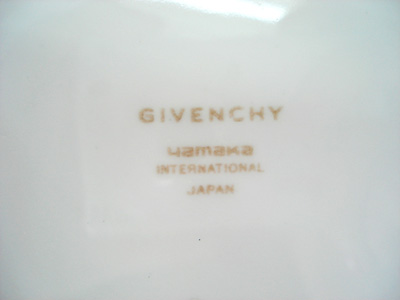 GIVENCHY
yamaka
INTERNATIONAL
JAPAN